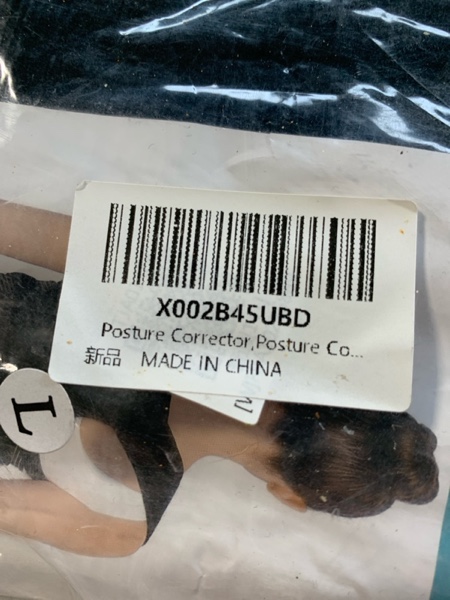 X002B45UBD
Posture Corrector,Posture Co...
新品 MADE IN CHINA
L